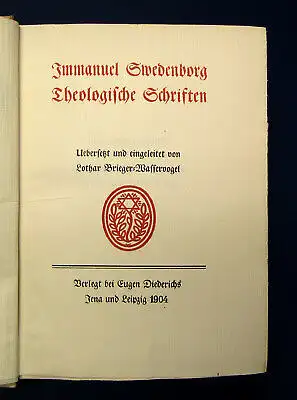 Immanuel Swedenborg
Theologische Schriften
Uebersetzt und eingeleitet von
Lothar Brieger-Wasservogel
Verlegt bei Eugen Diederichs
Jena und Leipzig 1904